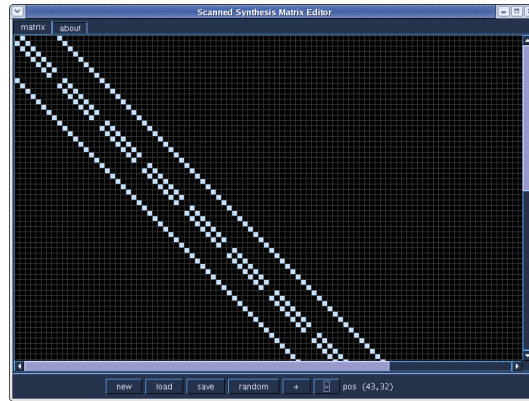 Scanned Synthesis Matrix Editor
matrix about
new load save random + - pos (43,32)